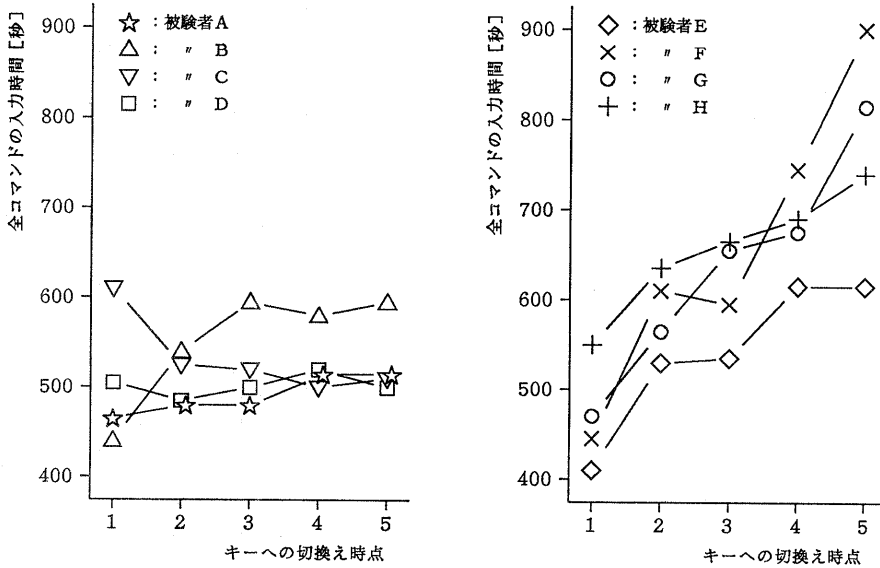 全コマンドの入力時間［秒］
900
800
700
600
500
400
：被験者A
：　〃　B
：　〃　C
：　〃　D
1 2 3 4 5
キーへの切換え時点
全コマンドの入力時間［秒］
900
800
700
600
500
400
：被験者E
：　〃　F
：　〃　G
：　〃　H
1 2 3 4 5
キーへの切換え時点